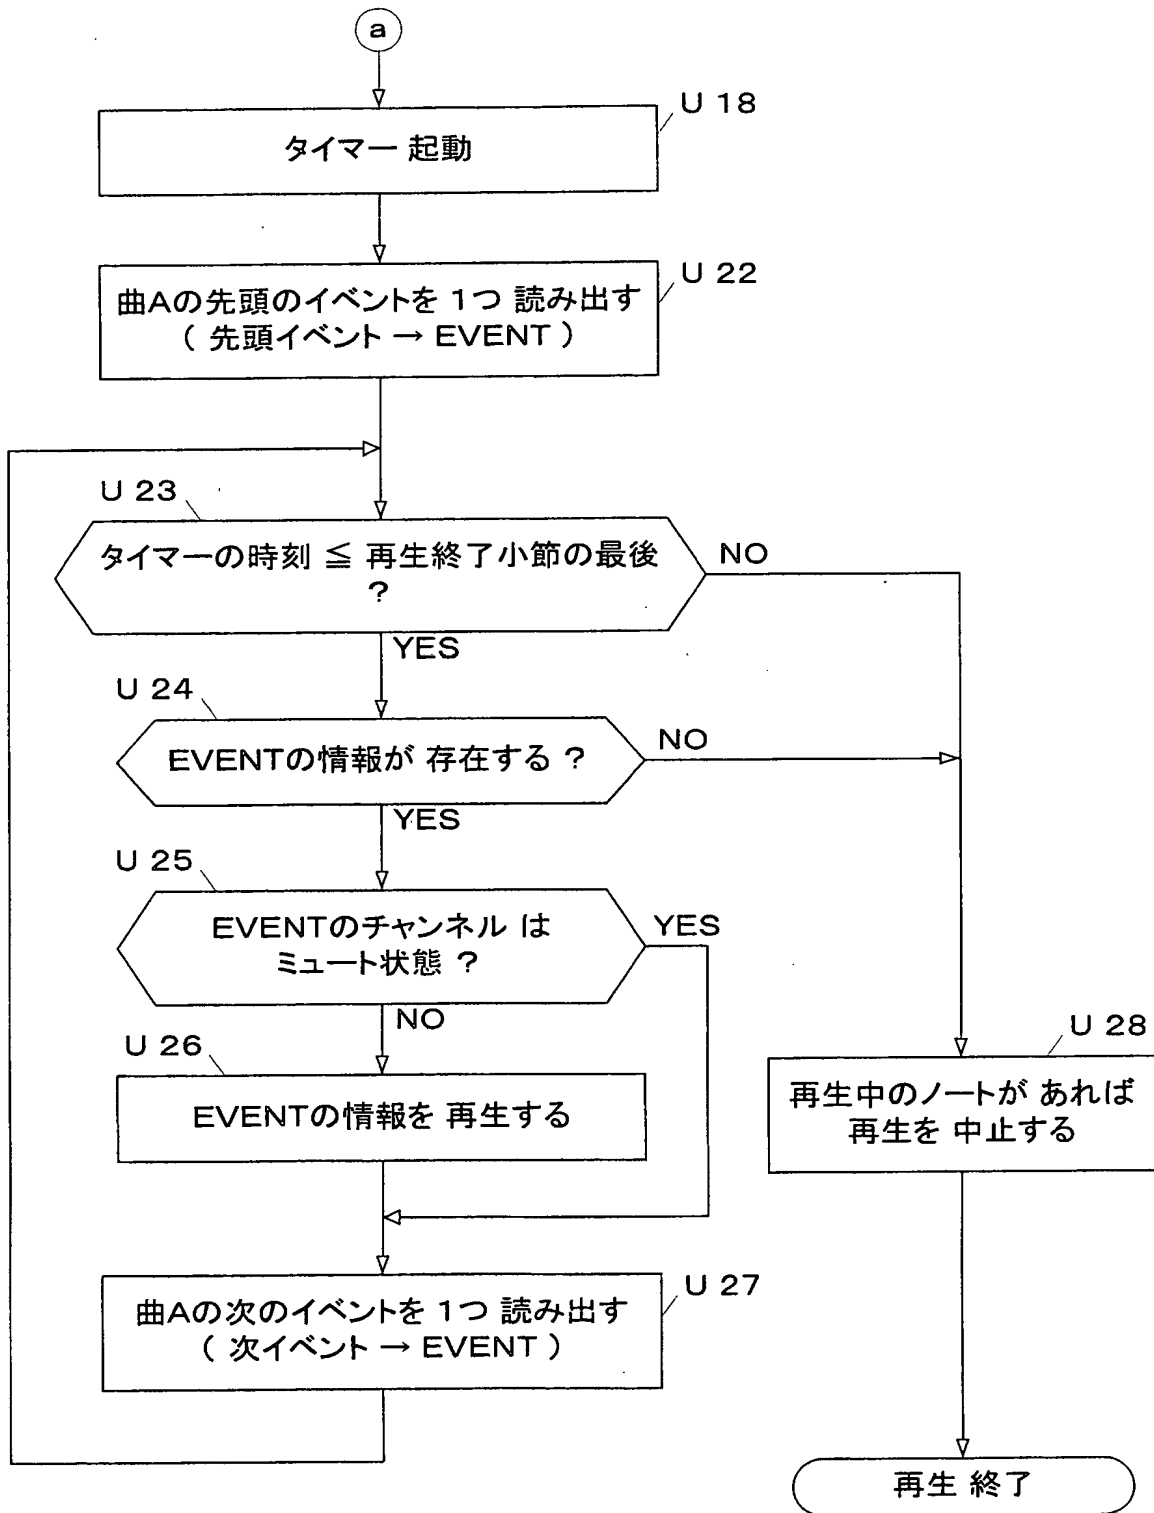 a
U 18
タイマー 起動
U 22
曲Aの先頭のイベントを 1つ 読み出す
( 先頭イベント → EVENT )
U 23
タイマーの時刻 ≦ 再生終了小節の最後
?
NO
YES
U 24
EVENTの情報が 存在する ?
NO
YES
U 25
EVENTのチャンネル は
ミュート状態 ?
YES
NO
U 26
EVENTの情報を 再生する
U 28
再生中のノートが あれば
再生を 中止する
U 27
曲Aの次のイベントを 1つ 読み出す
( 次イベント → EVENT )
再生 終了